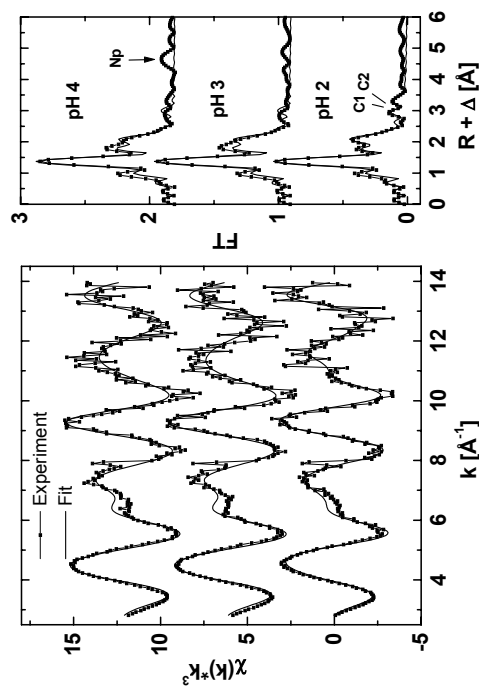 Experiment
Fit
χ(k)*k³
15
10
5
0
-5
4
6
8
10
12
14
k [Å⁻¹]
FT
3
2
1
0
pH 4
Np
pH 3
pH 2
C1 C2
0
1
2
3
4
5
6
R + Δ [Å]